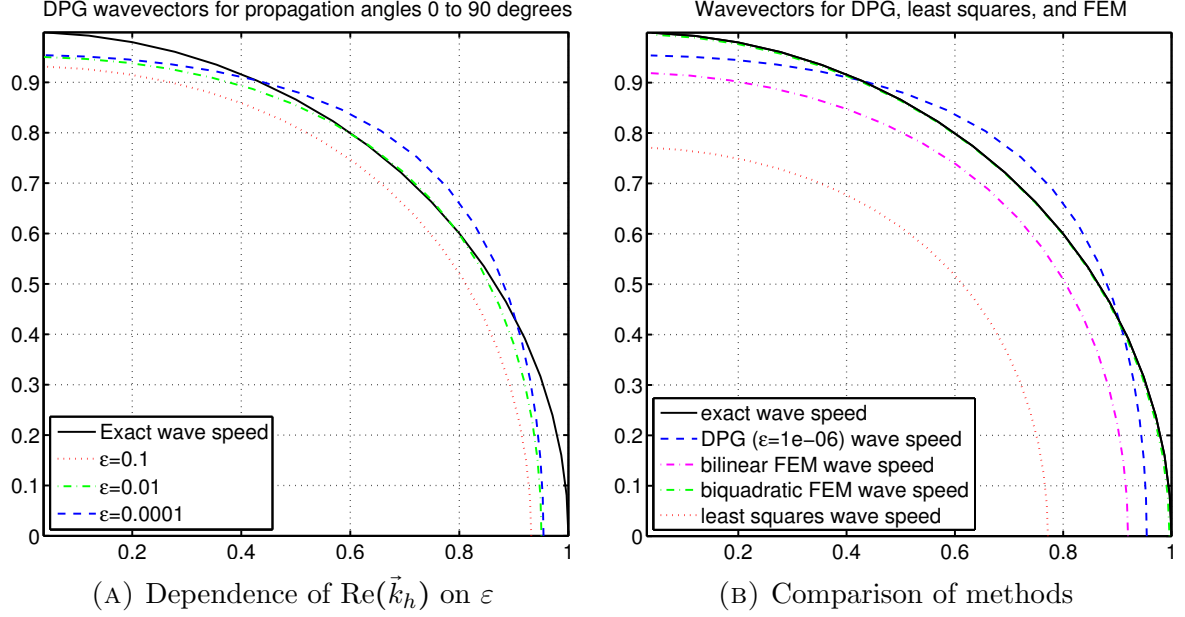 DPG wavevectors for propagation angles 0 to 90 degrees
0.9
0.8
0.7
0.6
0.5
0.4
0.3
0.2
0.1
0
0.2
0.4
0.6
0.8
1
Exact wave speed
ε=0.1
ε=0.01
ε=0.0001
(A) Dependence of Re(k⃗_h) on ε
Wavevectors for DPG, least squares, and FEM
0.9
0.8
0.7
0.6
0.5
0.4
0.3
0.2
0.1
0
0.2
0.4
0.6
0.8
1
exact wave speed
DPG (ε=1e−06) wave speed
bilinear FEM wave speed
biquadratic FEM wave speed
least squares wave speed
(B) Comparison of methods